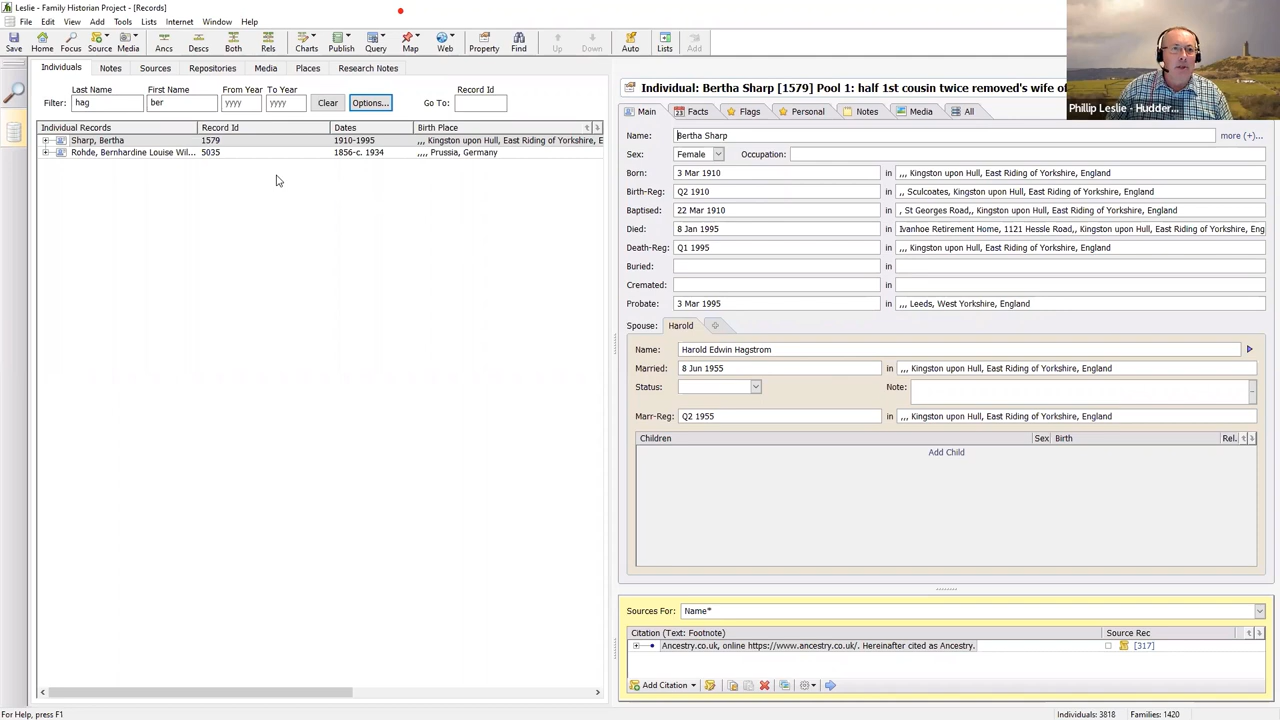 Leslie - Family Historian Project - [Records]
File Edit View Add Tools Lists Internet Window Help
Save Home Focus Source Media Ancs Descs Both Rels Charts Publish Query Map Web Property Find Up Down Auto Lists Add
Individuals Notes Sources Repositories Media Places Research Notes
Last Name First Name From Year To Year Record Id
Filter: hag ber yyyy yyyy Clear Options... Go To:
Individual Records Record Id Dates Birth Place
Sharp, Bertha 1579 1910-1995 ,,, Kingston upon Hull, East Riding of Yorkshire, E
Rohde, Bernhardine Louise Wil... 5035 1856-c. 1934 ,,,, Prussia, Germany
Phillip Leslie - Hudder...
Individual: Bertha Sharp [1579] Pool 1: half 1st cousin twice removed's wife of
Main Facts Flags Personal Notes Media All
Name: Bertha Sharp more (+)...
Sex: Female Occupation:
Born: 3 Mar 1910 in ,,, Kingston upon Hull, East Riding of Yorkshire, England
Birth-Reg: Q2 1910 in ,, Sculcoates, Kingston upon Hull, East Riding of Yorkshire, England
Baptised: 22 Mar 1910 in , St Georges Road,, Kingston upon Hull, East Riding of Yorkshire, England
Died: 8 Jan 1995 in Ivanhoe Retirement Home, 1121 Hessle Road,, Kingston upon Hull, East Riding of Yorkshire, Eng
Death-Reg: Q1 1995 in ,,, Kingston upon Hull, East Riding of Yorkshire, England
Buried: in
Cremated: in
Probate: 3 Mar 1995 in ,,, Leeds, West Yorkshire, England
Spouse: Harold
Name: Harold Edwin Hagstrom
Married: 8 Jun 1955 in ,,, Kingston upon Hull, East Riding of Yorkshire, England
Status: Note:
Marr-Reg: Q2 1955 in ,,, Kingston upon Hull, East Riding of Yorkshire, England
Children Sex Birth Rel.
Add Child
Sources For: Name*
Citation (Text: Footnote) Source Rec
Ancestry.co.uk, online https://www.ancestry.co.uk/. Hereinafter cited as Ancestry. [317]
Add Citation
For Help, press F1 Individuals: 3818 Families: 1420